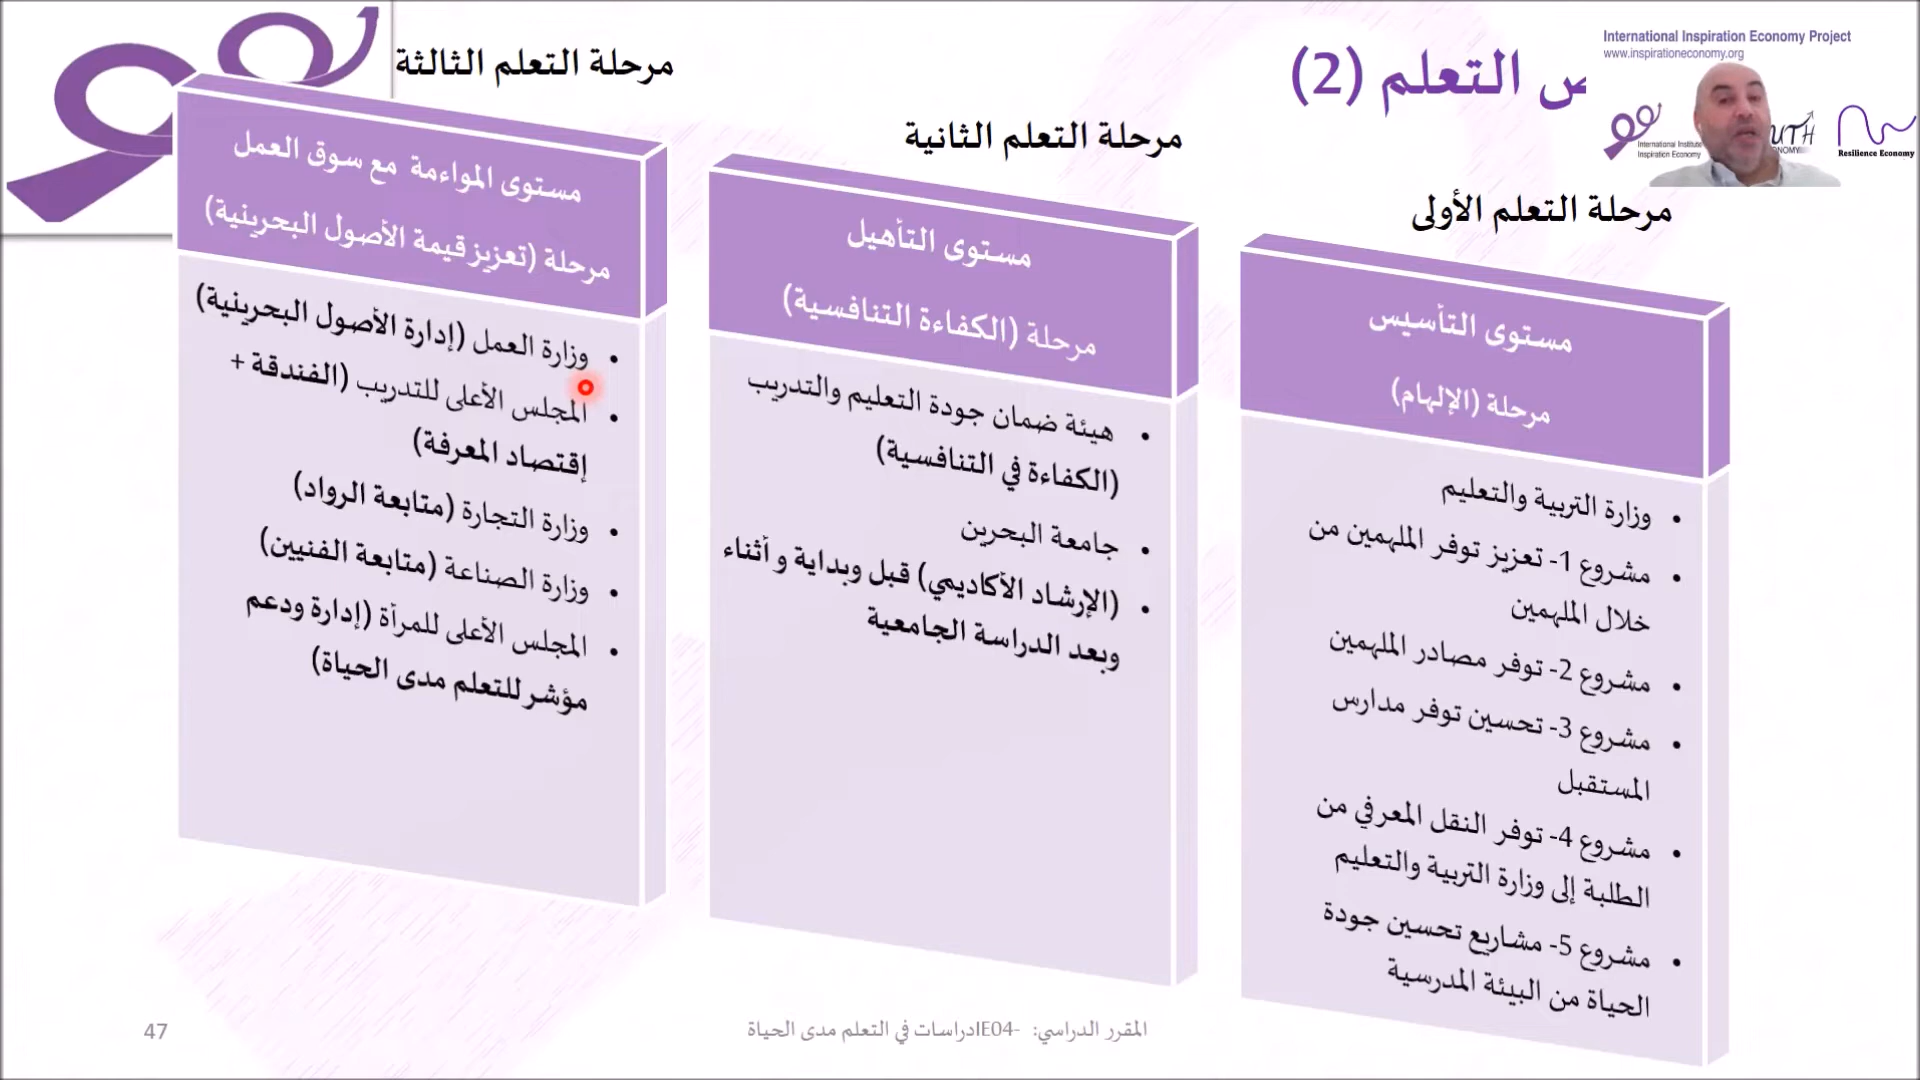 International Inspiration Economy Project
www.inspirationeconomy.org
International Institute
Inspiration Economy
Resilience Economy
التعلم (2)
مرحلة التعلم الأولى
مستوى التأسيس
مرحلة (الإلهام)
• وزارة التربية والتعليم
• مشروع 1- تعزيز توفر الملهمين من
خلال الملهمين
• مشروع 2- توفر مصادر الملهمين
• مشروع 3- تحسين توفر مدارس
المستقبل
• مشروع 4- توفر النقل المعرفي من
الطلبة إلى وزارة التربية والتعليم
• مشروع 5- مشاريع تحسين جودة
الحياة من البيئة المدرسية
مرحلة التعلم الثانية
مستوى التأهيل
مرحلة (الكفاءة التنافسية)
• هيئة ضمان جودة التعليم والتدريب
(الكفاءة في التنافسية)
• جامعة البحرين
• (الإرشاد الأكاديمي) قبل وبداية و أثناء
وبعد الدراسة الجامعية
مرحلة التعلم الثالثة
مستوى المواءمة مع سوق العمل
مرحلة (تعزيز قيمة الأصول البحرينية)
• وزارة العمل (إدارة الأصول البحرينية)
• المجلس الأعلى للتدريب (الفندقة +
إقتصاد المعرفة)
• وزارة التجارة (متابعة الرواد)
• وزارة الصناعة (متابعة الفنيين)
• المجلس الأعلى للمرأة (إدارة ودعم
مؤشر للتعلم مدى الحياة)
المقرر الدراسي: -IE04دراسات في التعلم مدى الحياة
47